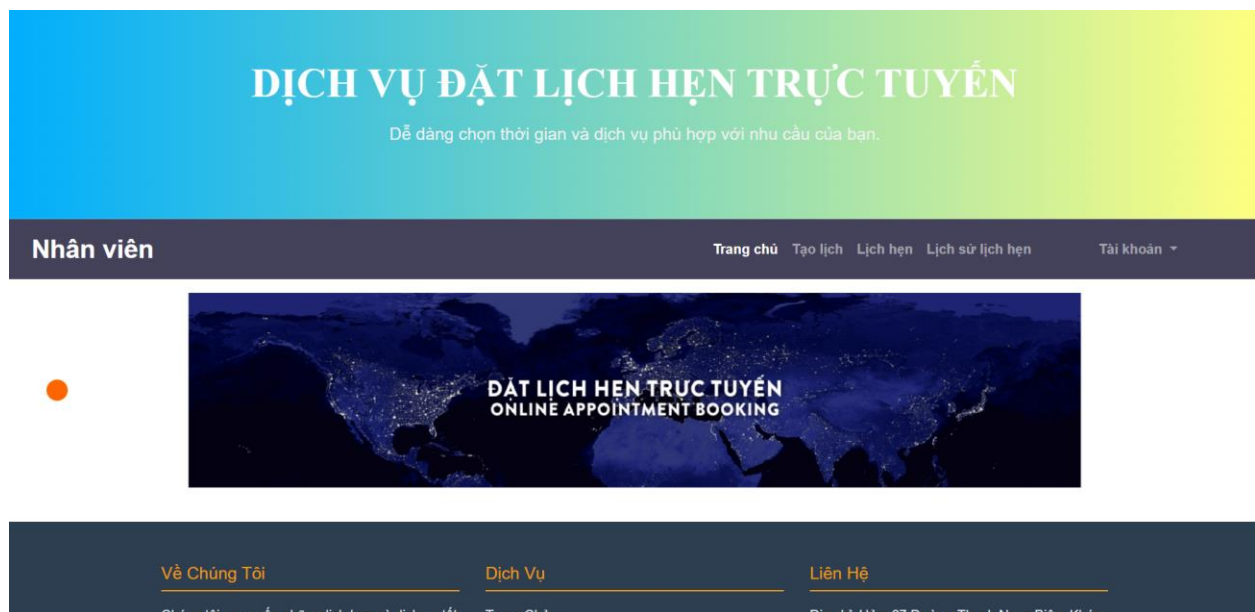 DỊCH VỤ ĐẶT LỊCH HẸN TRỰC TUYẾN
Dễ dàng chọn thời gian và dịch vụ phù hợp với nhu cầu của bạn.
Nhân viên
Trang chủ Tạo lịch Lịch hẹn Lịch sử lịch hẹn Tài khoản
ĐẶT LỊCH HẸN TRỰC TUYẾN
ONLINE APPOINTMENT BOOKING
Về Chúng Tôi Dịch Vụ Liên Hệ